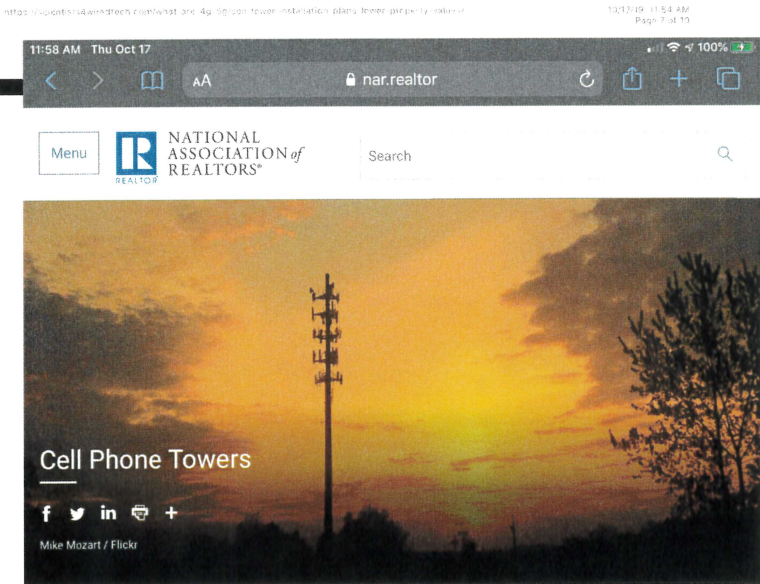 10/17/19, 11:54 AM
11:58 AM Thu Oct 17
100%
AA
nar.realtor
Menu
R
REALTOR®
NATIONAL
ASSOCIATION of
REALTORS®
Search
Cell Phone Towers
f
in
+
Mike Mozart / Flickr